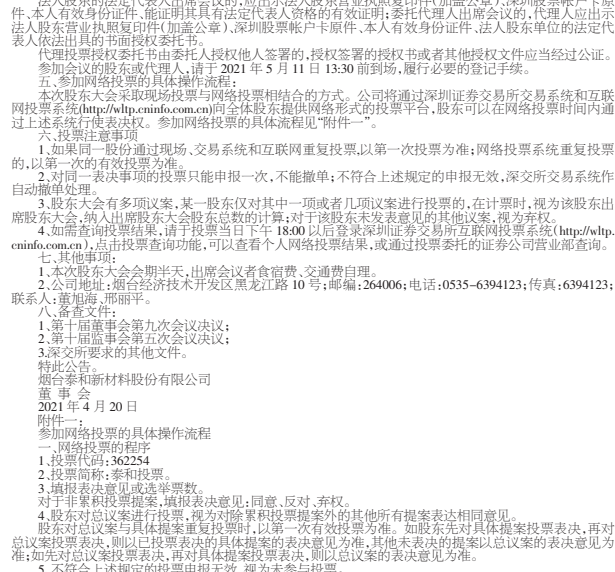 法人股东的法定代表人出席会议的,应出示法人股东营业执照复印件(加盖公章)、深圳股票帐户卡原
件、本人有效身份证件、能证明其具有法定代表人资格的有效证明;委托代理人出席会议的,代理人应出示
法人股东营业执照复印件(加盖公章)、深圳股票帐户卡原件、本人有效身份证件、法人股东单位的法定代
表人依法出具的书面授权委托书。
代理投票授权委托书由委托人授权他人签署的,授权签署的授权书或者其他授权文件应当经过公证。
参加会议的股东或代理人,请于2021年5月11日13:30前到场,履行必要的登记手续。
五、参加网络投票的具体操作流程:
本次股东大会采取现场投票与网络投票相结合的方式。公司将通过深圳证券交易所交易系统和互联
网投票系统(http://wltp.cninfo.com.cn)向全体股东提供网络形式的投票平台,股东可以在网络投票时间内通
过上述系统行使表决权。参加网络投票的具体流程见“附件一”。
六、投票注意事项
1、如果同一股份通过现场、交易系统和互联网重复投票,以第一次投票为准;网络投票系统重复投票
的,以第一次的有效投票为准。
2、对同一表决事项的投票只能申报一次,不能撤单;不符合上述规定的申报无效,深交所交易系统作
自动撤单处理。
3、股东大会有多项议案,某一股东仅对其中一项或者几项议案进行投票的,在计票时,视为该股东出
席股东大会,纳入出席股东大会股东总数的计算;对于该股东未发表意见的其他议案,视为弃权。
4、如需查询投票结果,请于投票当日下午18:00以后登录深圳证券交易所互联网投票系统(http://wltp.
cninfo.com.cn),点击投票查询功能,可以查看个人网络投票结果,或通过投票委托的证券公司营业部查询。
七、其他事项:
1、本次股东大会会期半天,出席会议者食宿费、交通费自理。
2、公司地址:烟台经济技术开发区黑龙江路10号;邮编:264006;电话:0535-6394123;传真:6394123;
联系人:董旭海、邢丽平。
八、备查文件:
1、第十届董事会第九次会议决议;
2、第十届监事会第五次会议决议;
3.深交所要求的其他文件。
特此公告。
烟台泰和新材料股份有限公司
董 事 会
2021年4月20日
附件一:
参加网络投票的具体操作流程
一、网络投票的程序
1、投票代码:362254
2、投票简称:泰和投票。
3、填报表决意见或选举票数。
对于非累积投票提案,填报表决意见:同意、反对、弃权。
4、股东对总议案进行投票,视为对除累积投票提案外的其他所有提案表达相同意见。
股东对总议案与具体提案重复投票时,以第一次有效投票为准。如股东先对具体提案投票表决,再对
总议案投票表决,则以已投票表决的具体提案的表决意见为准,其他未表决的提案以总议案的表决意见为
准;如先对总议案投票表决,再对具体提案投票表决,则以总议案的表决意见为准。
5、不符合上述规定的投票申报无效,视为未参与投票。